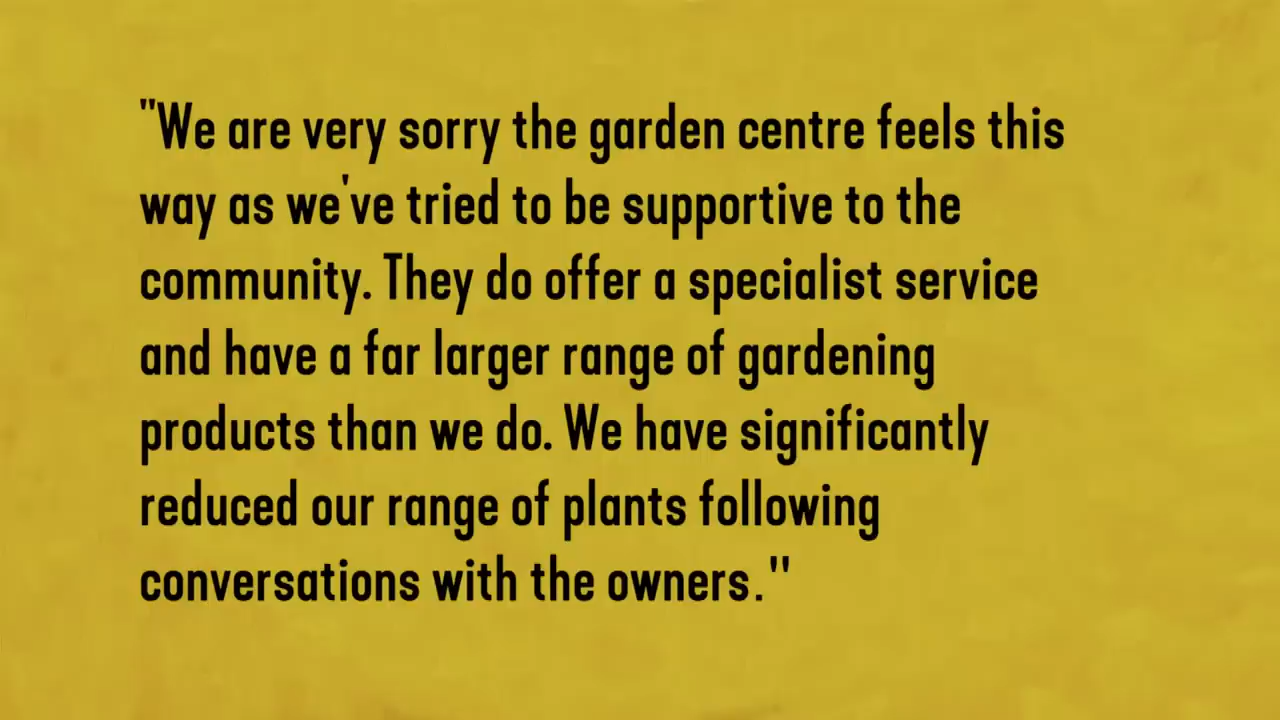 "We are very sorry the garden centre feels this
way as we've tried to be supportive to the
community. They do offer a specialist service
and have a far larger range of gardening
products than we do. We have significantly
reduced our range of plants following
conversations with the owners."